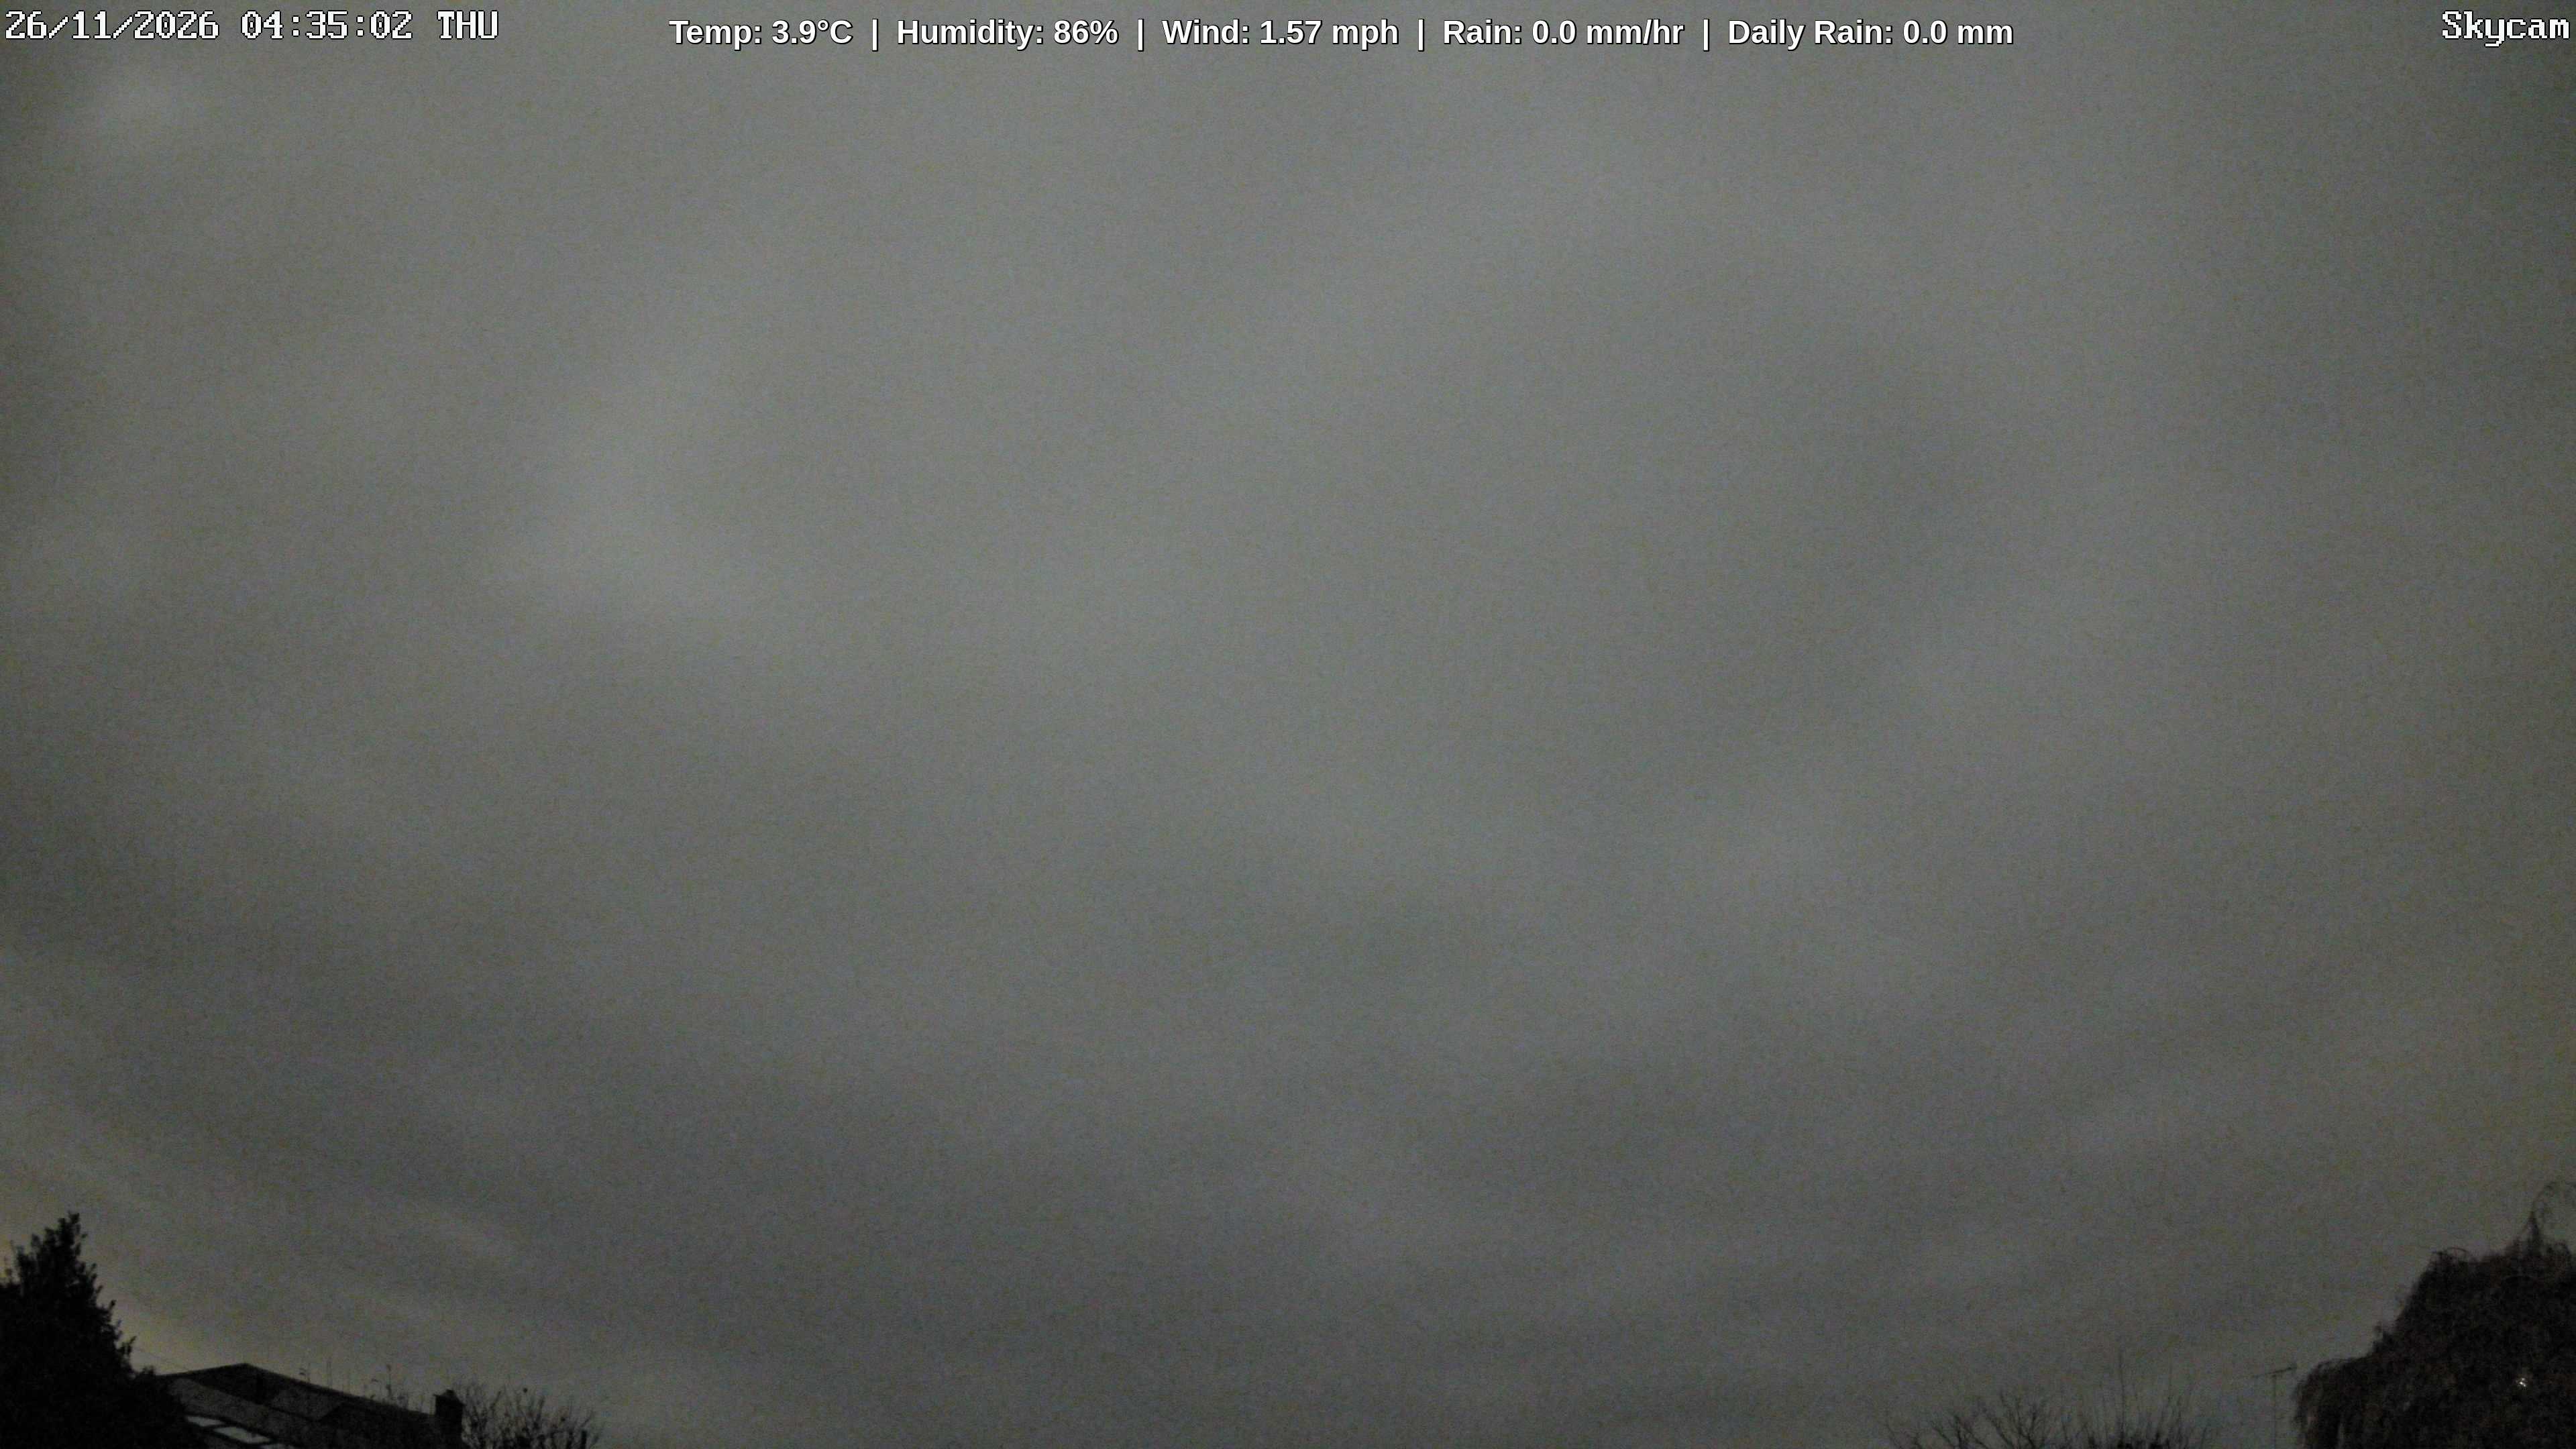 26/11/2026 04:35:02 THU
Temp: 3.9°C | Humidity: 86% | Wind: 1.57 mph | Rain: 0.0 mm/hr | Daily Rain: 0.0 mm
Skycam